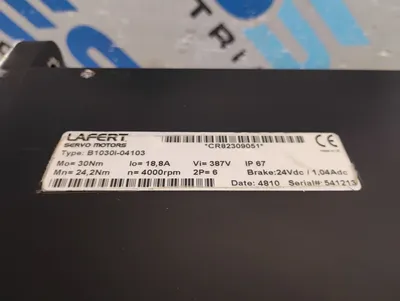 LAFERT
SERVO MOTORS
*CR82309051*
Type: B1030I-04103
Mo= 30Nm Io= 18,8A Vi= 387V IP 67
Mn= 24,2Nm n= 4000rpm 2P= 6 Brake:24Vdc / 1,04Adc
Date: 4810 Serial#: 541213
CE